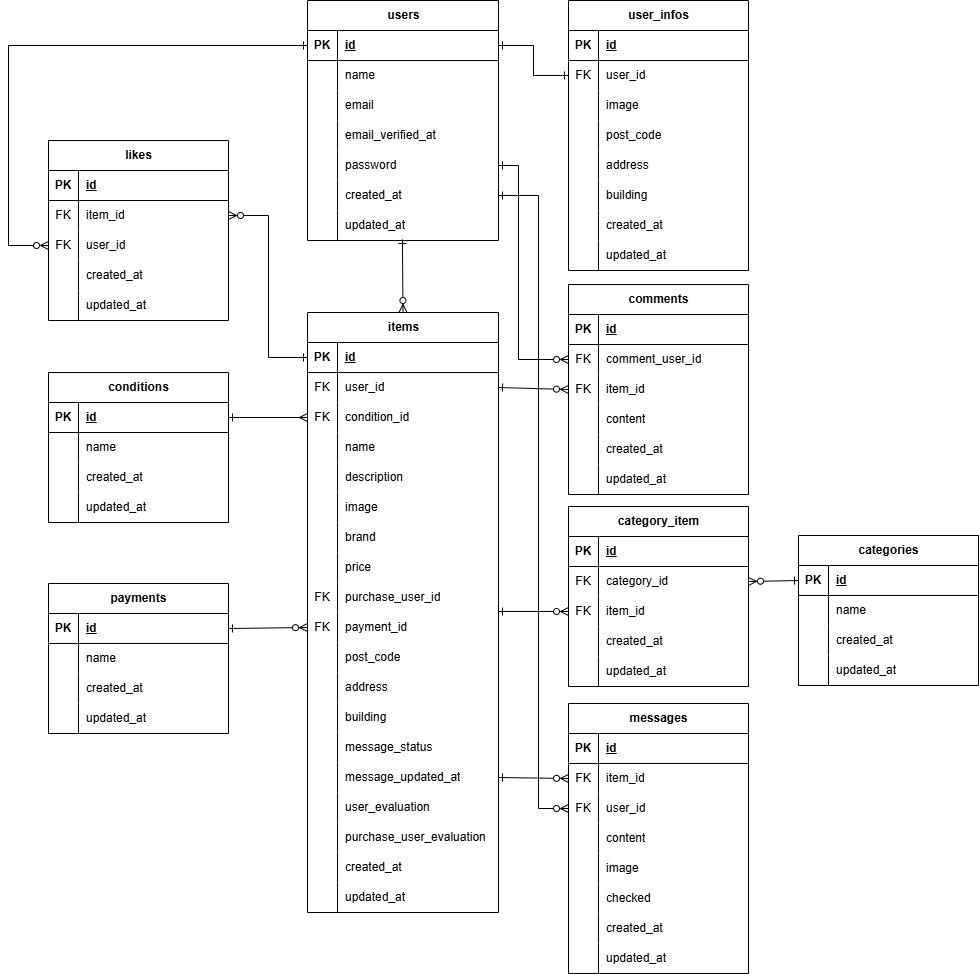 users
PK id
name
email
email_verified_at
password
created_at
updated_at
user_infos
PK id
FK user_id
image
post_code
address
building
created_at
updated_at
likes
PK id
FK item_id
FK user_id
created_at
updated_at
items
PK id
FK user_id
FK condition_id
name
description
image
brand
price
FK purchase_user_id
FK payment_id
post_code
address
building
message_status
message_updated_at
user_evaluation
purchase_user_evaluation
created_at
updated_at
comments
PK id
FK comment_user_id
FK item_id
content
created_at
updated_at
conditions
PK id
name
created_at
updated_at
category_item
PK id
FK category_id
FK item_id
created_at
updated_at
categories
PK id
name
created_at
updated_at
payments
PK id
name
created_at
updated_at
messages
PK id
FK item_id
FK user_id
content
image
checked
created_at
updated_at